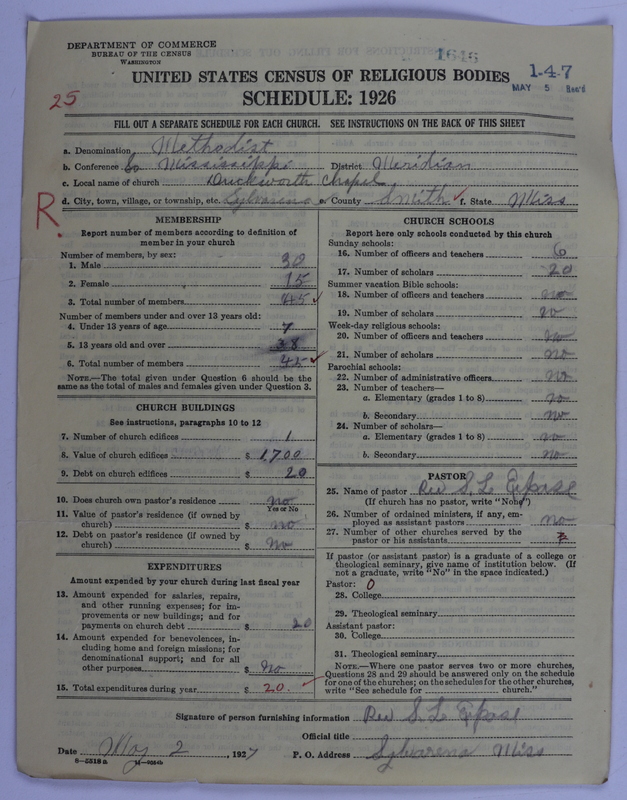 DEPARTMENT OF COMMERCE
BUREAU OF THE CENSUS
WASHINGTON
1646
1-4-7
MAY 5 Rec'd
25
UNITED STATES CENSUS OF RELIGIOUS BODIES
SCHEDULE: 1926
FILL OUT A SEPARATE SCHEDULE FOR EACH CHURCH. SEE INSTRUCTIONS ON THE BACK OF THIS SHEET
a. Denomination Methodist
b. Conference So Mississippi District Meridian
c. Local name of church Duckworth Chapel
d. City, town, village, or township, etc. Sylvarena e. County Smith f. State Miss
R.
MEMBERSHIP
Report number of members according to definition of
member in your church
Number of members, by sex:
1. Male 30
2. Female 15
3. Total number of members 45
Number of members under and over 13 years old:
4. Under 13 years of age 7
5. 13 years old and over 38
6. Total number of members 45
NOTE.—The total given under Question 6 should be the
same as the total of males and females given under Question 3.
CHURCH BUILDINGS
See instructions, paragraphs 10 to 12
7. Number of church edifices 1
8. Value of church edifices $ 1,700
9. Debt on church edifices $ 20
10. Does church own pastor's residence no
Yes or No
11. Value of pastor's residence (if owned by
church) $ no
12. Debt on pastor's residence (if owned by
church) $ no
EXPENDITURES
Amount expended by your church during last fiscal year
13. Amount expended for salaries, repairs,
and other running expenses; for im-
provements or new buildings; and for
payments on church debt $ 20
14. Amount expended for benevolences, in-
cluding home and foreign missions; for
denominational support; and for all
other purposes $ No
15. Total expenditures during year $ 20.
CHURCH SCHOOLS
Report here only schools conducted by this church
Sunday schools:
16. Number of officers and teachers 6
17. Number of scholars 20
Summer vacation Bible schools:
18. Number of officers and teachers no
19. Number of scholars no
Week-day religious schools:
20. Number of officers and teachers no
21. Number of scholars no
Parochial schools:
22. Number of administrative officers no
23. Number of teachers—
a. Elementary (grades 1 to 8) no
b. Secondary no
24. Number of scholars—
a. Elementary (grades 1 to 8) no
b. Secondary no
PASTOR
25. Name of pastor Rev S. L.
(If church has no pastor, write "None")
26. Number of ordained ministers, if any, em-
ployed as assistant pastors no
27. Number of other churches served by the
pastor or his assistants
If pastor (or assistant pastor) is a graduate of a college or
theological seminary, give name of institution below. (If
not a graduate, write "No" in the space indicated.)
Pastor: 0
28. College
29. Theological seminary
Assistant pastor:
30. College
31. Theological seminary
NOTE.—Where one pastor serves two or more churches,
Questions 28 and 29 should be answered only on the schedule
for one of the churches; on the schedules for the other churches,
write "See schedule for church."
Signature of person furnishing information Rev S. L.
Official title
Date May 2, 1927 P. O. Address Sylvarena Miss
8—5518a